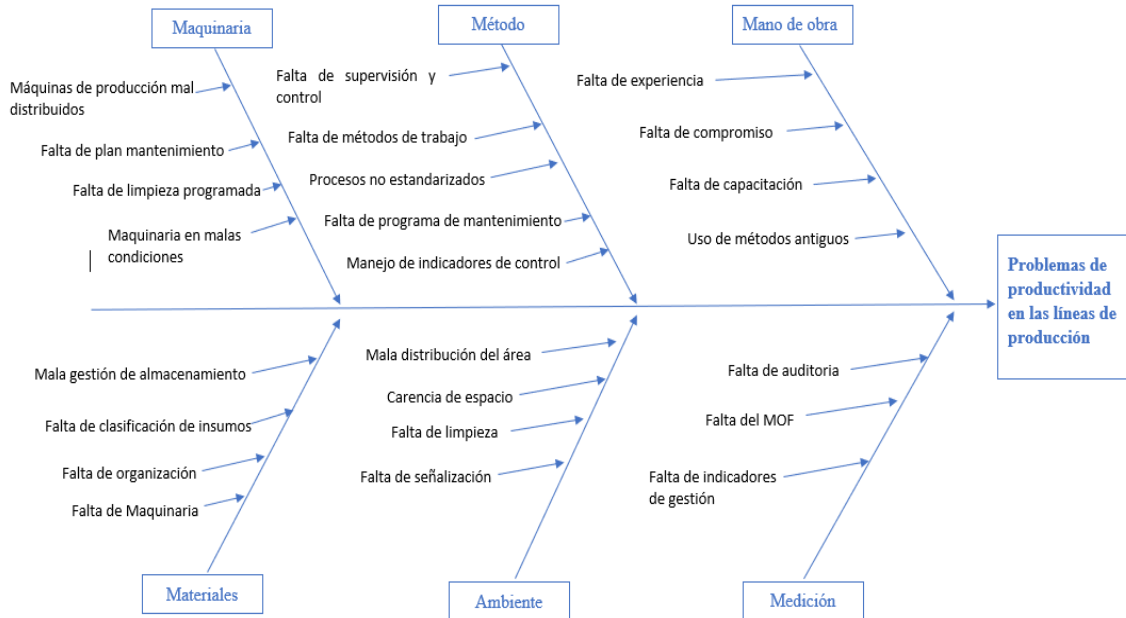 Maquinaria
Máquinas de producción mal
distribuidos
Falta de plan mantenimiento
Falta de limpieza programada
Maquinaria en malas
condiciones
Método
Falta de supervisión y
control
Falta de métodos de trabajo
Procesos no estandarizados
Falta de programa de mantenimiento
Manejo de indicadores de control
Mano de obra
Falta de experiencia
Falta de compromiso
Falta de capacitación
Uso de métodos antiguos
Problemas de
productividad
en las líneas de
producción
Mala gestión de almacenamiento
Falta de clasificación de insumos
Falta de organización
Falta de Maquinaria
Materiales
Mala distribución del área
Carencia de espacio
Falta de limpieza
Falta de señalización
Ambiente
Falta de auditoria
Falta del MOF
Falta de indicadores
de gestión
Medición